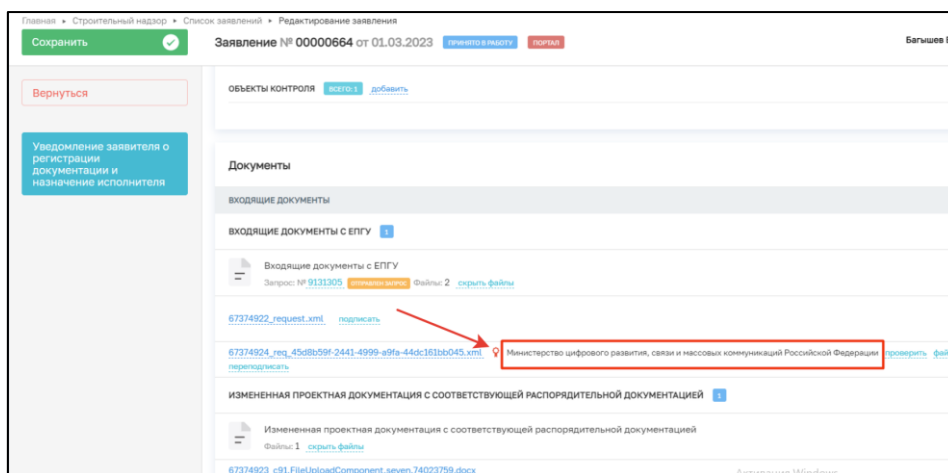 Главная ▸ Строительный надзор ▸ Список заявлений ▸ Редактирование заявления
Сохранить
Заявление № 00000664 от 01.03.2023 ПРИНЯТО В РАБОТУ ПОРТАЛ
Багышев
Вернуться
ОБЪЕКТЫ КОНТРОЛЯ ВСЕГО: 1 добавить
Уведомление заявителя о
регистрации
документации и
назначение исполнителя
Документы
ВХОДЯЩИЕ ДОКУМЕНТЫ
ВХОДЯЩИЕ ДОКУМЕНТЫ С ЕПГУ 1
Входящие документы с ЕПГУ
Запрос: № 9131305 ОТПРАВЛЕН ЗАПРОС Файлы: 2 скрыть файлы
67374922_request.xml подписать
67374924_req_45d8b59f-2441-4999-a9fa-44dc161bb045.xml Министерство цифрового развития, связи и массовых коммуникаций Российской Федерации проверить фай
переподписать
ИЗМЕНЕННАЯ ПРОЕКТНАЯ ДОКУМЕНТАЦИЯ С СООТВЕТСТВУЮЩЕЙ РАСПОРЯДИТЕЛЬНОЙ ДОКУМЕНТАЦИЕЙ 1
Измененная проектная документация с соответствующей распорядительной документацией
Файлы: 1 скрыть файлы
67374923_c91.FileUploadComponent.seven.74023759.docx
Активация Windows